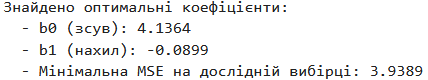 Знайдено оптимальні коефіцієнти:
- b0 (зсув): 4.1364
- b1 (нахил): -0.0899
- Мінімальна MSE на дослідній вибірці: 3.9389